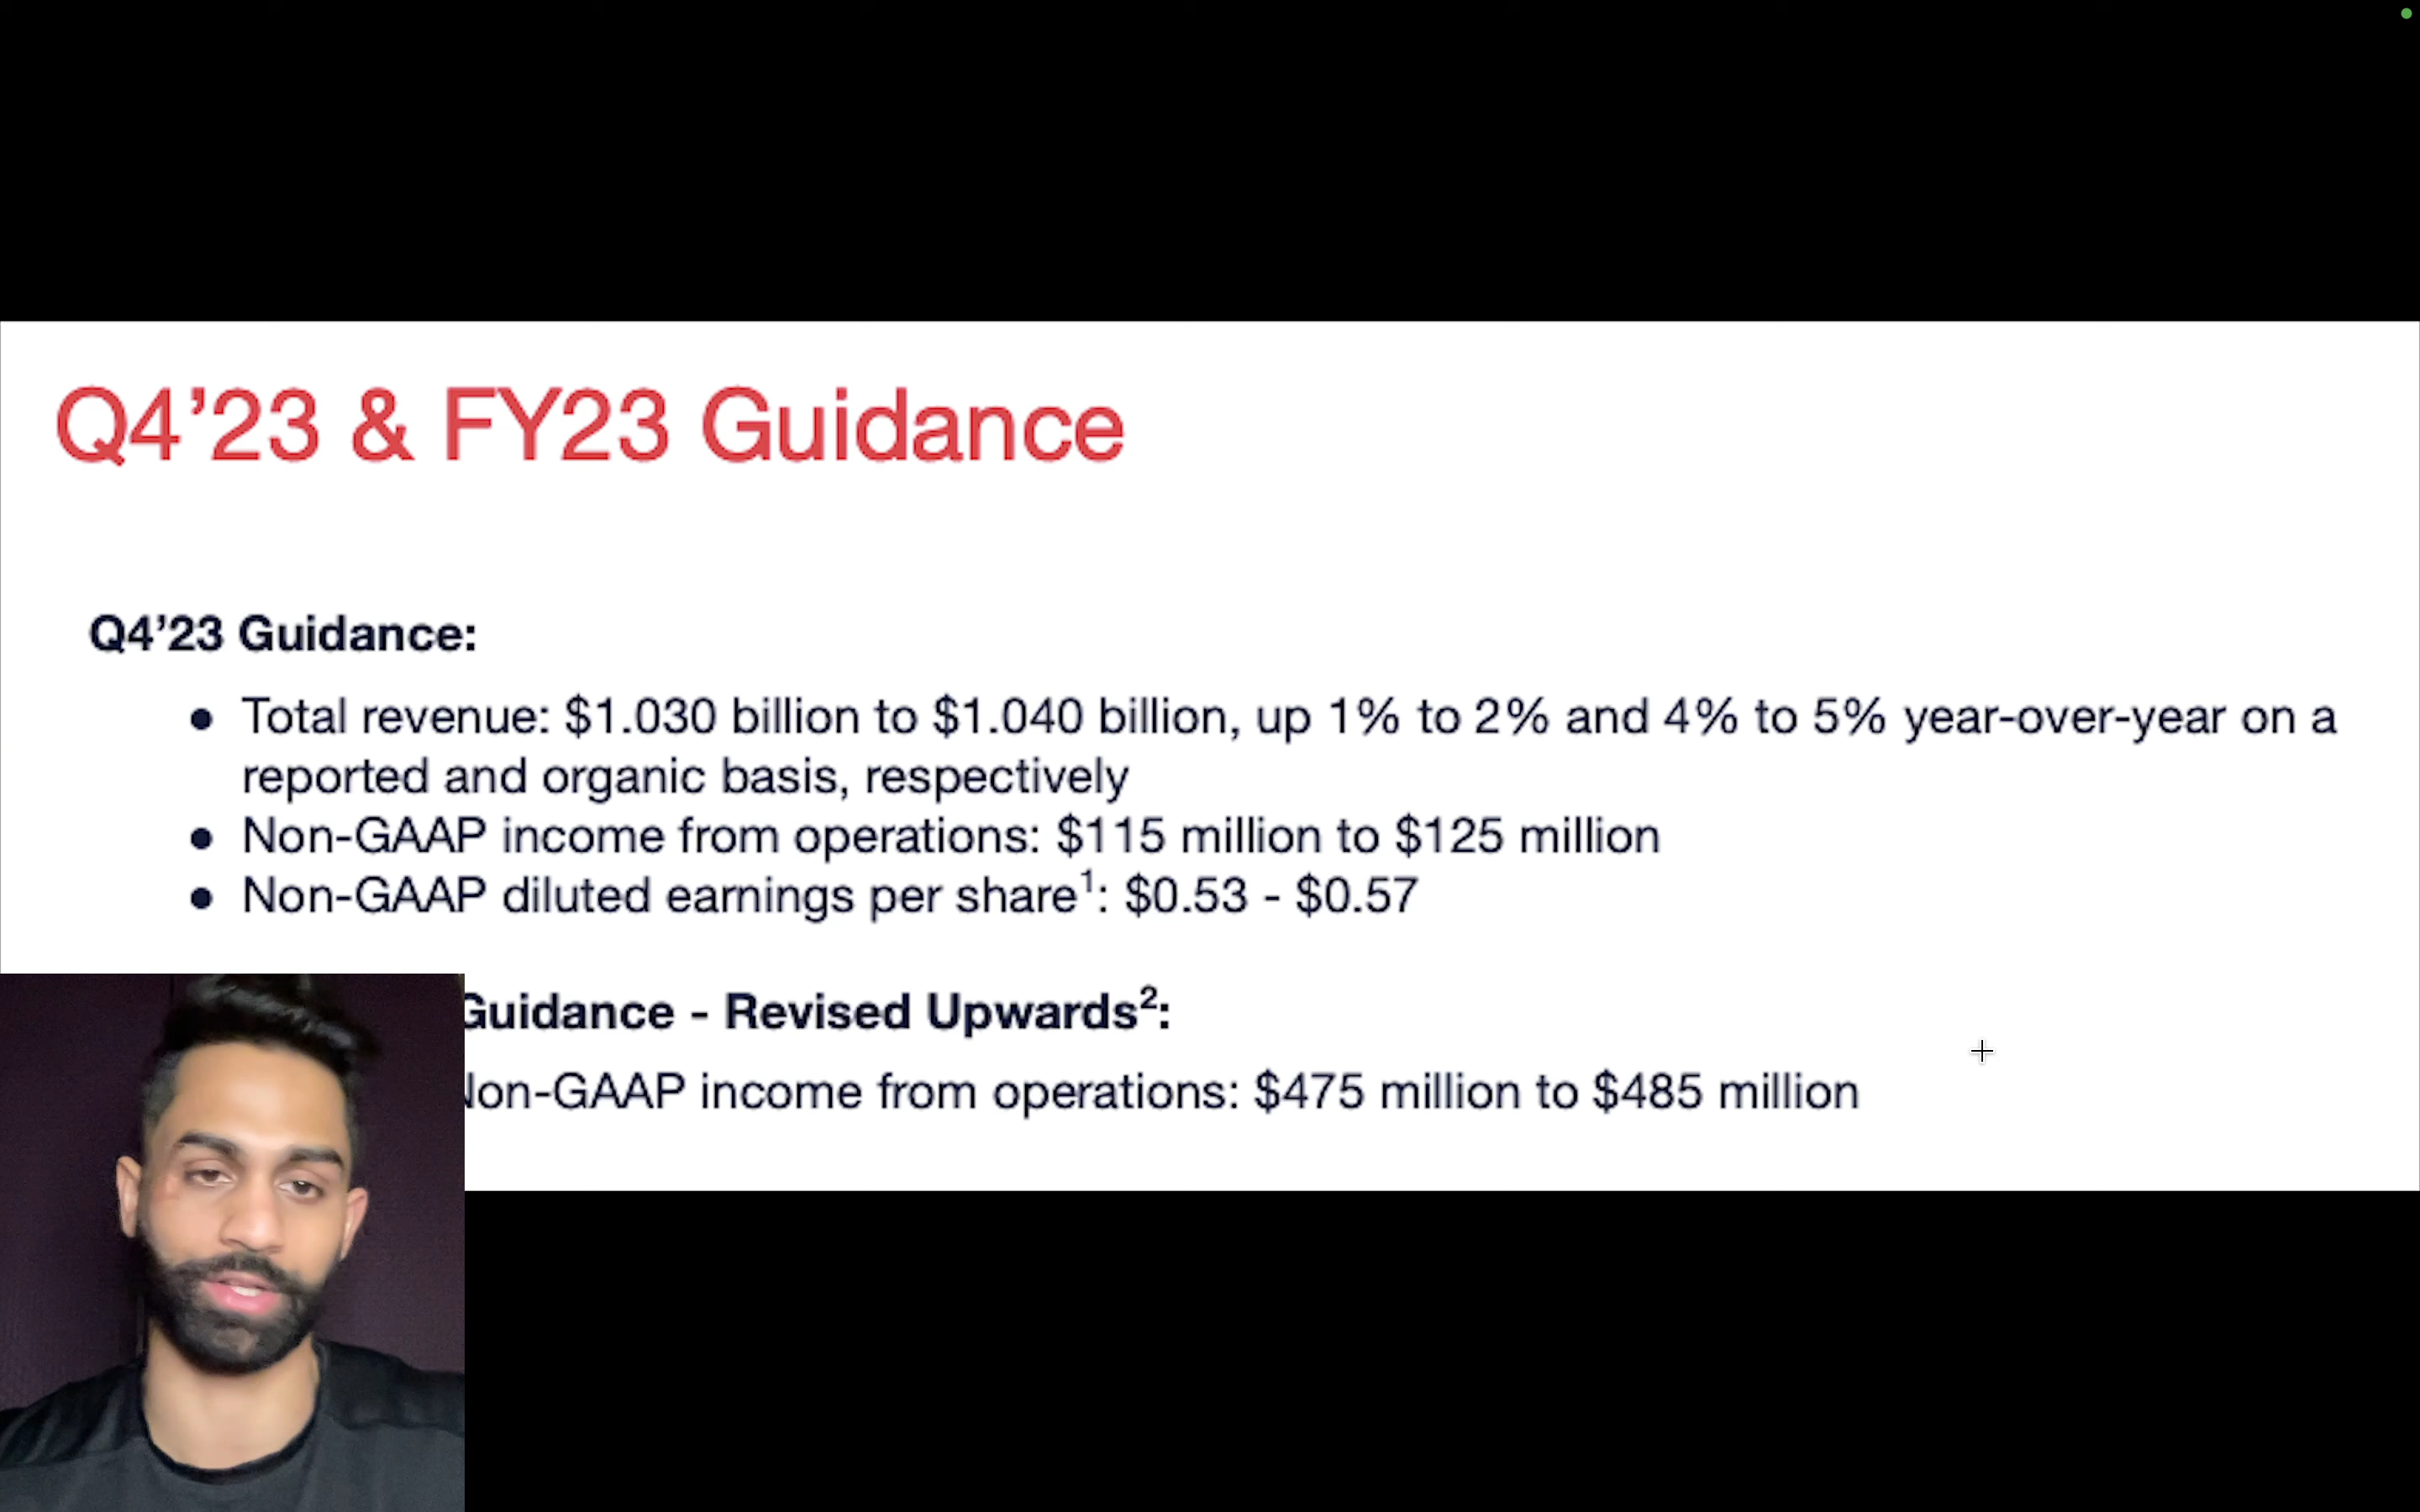 Q4’23 & FY23 Guidance
Q4’23 Guidance:
● Total revenue: $1.030 billion to $1.040 billion, up 1% to 2% and 4% to 5% year-over-year on a
reported and organic basis, respectively
● Non-GAAP income from operations: $115 million to $125 million
● Non-GAAP diluted earnings per share¹: $0.53 - $0.57
Guidance - Revised Upwards²:
Non-GAAP income from operations: $475 million to $485 million